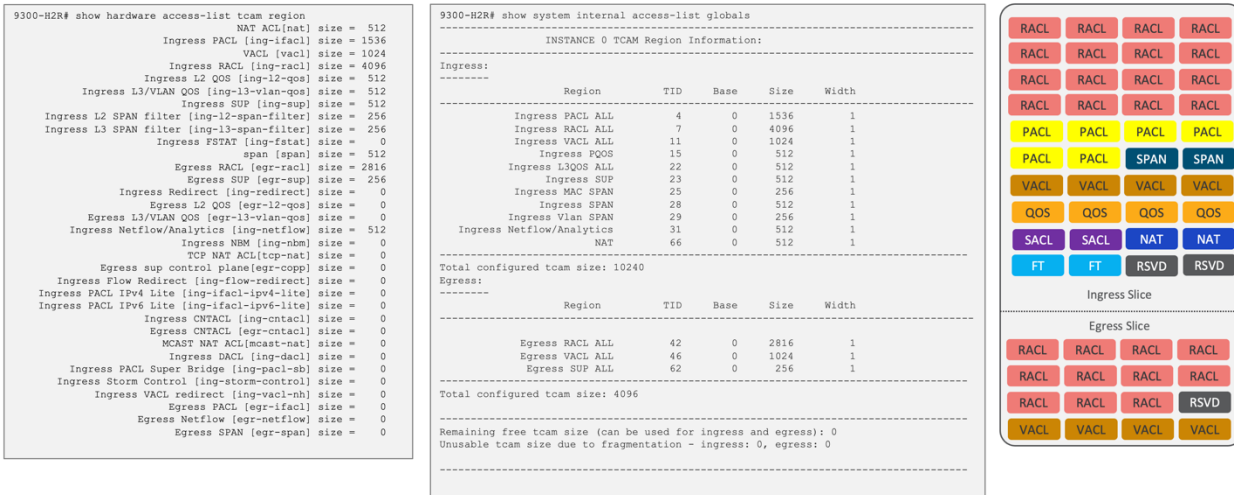 9300-H2R# show hardware access-list tcam region
NAT ACL[nat] size = 512
Ingress PACL [ing-ifacl] size = 1536
VACL [vacl] size = 1024
Ingress RACL [ing-racl] size = 4096
Ingress L2 QOS [ing-l2-qos] size = 512
Ingress L3/VLAN QOS [ing-l3-vlan-qos] size = 512
Ingress SUP [ing-sup] size = 512
Ingress L2 SPAN filter [ing-l2-span-filter] size = 256
Ingress L3 SPAN filter [ing-l3-span-filter] size = 256
Ingress FSTAT [ing-fstat] size = 0
span [span] size = 512
Egress RACL [egr-racl] size = 2816
Egress SUP [egr-sup] size = 256
Ingress Redirect [ing-redirect] size = 0
Egress L2 QOS [egr-l2-qos] size = 0
Egress L3/VLAN QOS [egr-l3-vlan-qos] size = 0
Ingress Netflow/Analytics [ing-netflow] size = 512
Ingress NBM [ing-nbm] size = 0
TCP NAT ACL[tcp-nat] size = 0
Egress sup control plane[egr-copp] size = 0
Ingress Flow Redirect [ing-flow-redirect] size = 0
Ingress PACL IPv4 Lite [ing-ifacl-ipv4-lite] size = 0
Ingress PACL IPv6 Lite [ing-ifacl-ipv6-lite] size = 0
Ingress CNTACL [ing-cntacl] size = 0
Egress CNTACL [egr-cntacl] size = 0
MCAST NAT ACL[mcast-nat] size = 0
Ingress DACL [ing-dacl] size = 0
Ingress PACL Super Bridge [ing-pacl-sb] size = 0
Ingress Storm Control [ing-storm-control] size = 0
Ingress VACL redirect [ing-vacl-nh] size = 0
Egress PACL [egr-ifacl] size = 0
Egress Netflow [egr-netflow] size = 0
Egress SPAN [egr-span] size = 0
9300-H2R# show system internal access-list globals
INSTANCE 0 TCAM Region Information:
Ingress:
Region TID Base Size Width
Ingress PACL ALL 4 0 1536 1
Ingress RACL ALL 7 0 4096 1
Ingress VACL ALL 11 0 1024 1
Ingress PQOS 15 0 512 1
Ingress L3QOS ALL 22 0 512 1
Ingress SUP 23 0 512 1
Ingress MAC SPAN 25 0 256 1
Ingress SPAN 28 0 512 1
Ingress Vlan SPAN 29 0 256 1
Ingress Netflow/Analytics 31 0 512 1
NAT 66 0 512 1
Total configured tcam size: 10240
Egress:
Region TID Base Size Width
Egress RACL ALL 42 0 2816 1
Egress VACL ALL 46 0 1024 1
Egress SUP ALL 62 0 256 1
Total configured tcam size: 4096
Remaining free tcam size (can be used for ingress and egress): 0
Unusable tcam size due to fragmentation - ingress: 0, egress: 0
RACL RACL RACL RACL
RACL RACL RACL RACL
RACL RACL RACL RACL
RACL RACL RACL RACL
PACL PACL PACL PACL
PACL PACL SPAN SPAN
VACL VACL VACL VACL
QOS QOS QOS QOS
SACL SACL NAT NAT
FT FT RSVD RSVD
Ingress Slice
Egress Slice
RACL RACL RACL RACL
RACL RACL RACL RACL
RACL RACL RACL RSVD
VACL VACL VACL VACL